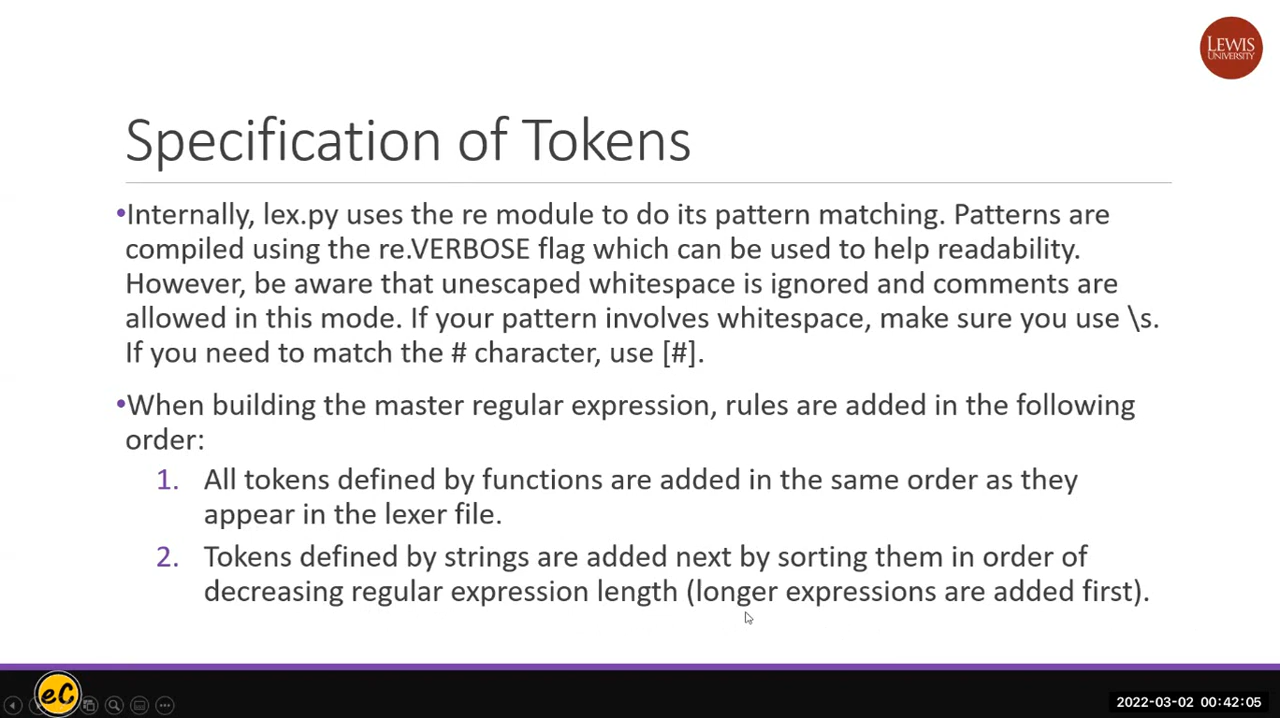 LEWIS
UNIVERSITY
Specification of Tokens
•Internally, lex.py uses the re module to do its pattern matching. Patterns are
compiled using the re.VERBOSE flag which can be used to help readability.
However, be aware that unescaped whitespace is ignored and comments are
allowed in this mode. If your pattern involves whitespace, make sure you use \s.
If you need to match the # character, use [#].
•When building the master regular expression, rules are added in the following
order:
1. All tokens defined by functions are added in the same order as they
appear in the lexer file.
2. Tokens defined by strings are added next by sorting them in order of
decreasing regular expression length (longer expressions are added first).
eC
2022-03-02 00:42:05